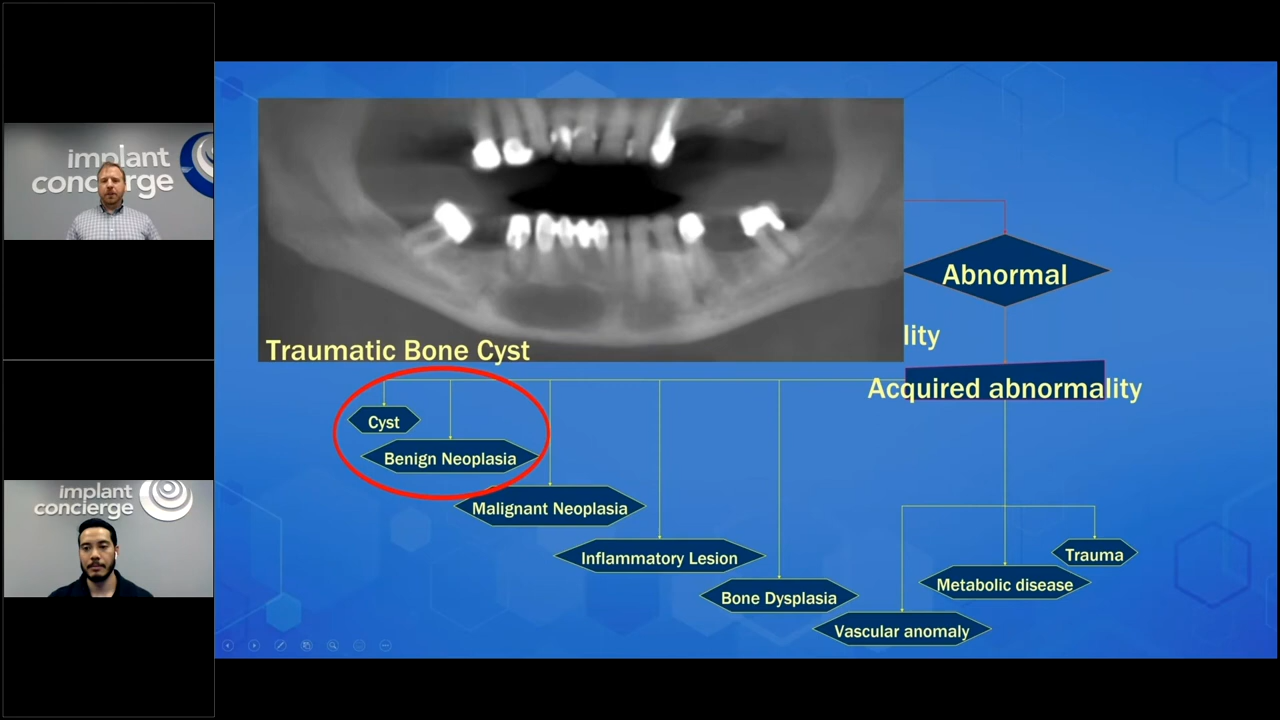 implant
concierge
implant
concierge
Traumatic Bone Cyst
Abnormal
lity
Acquired abnormality
Cyst
Benign Neoplasia
Malignant Neoplasia
Inflammatory Lesion
Bone Dysplasia
Vascular anomaly
Metabolic disease
Trauma